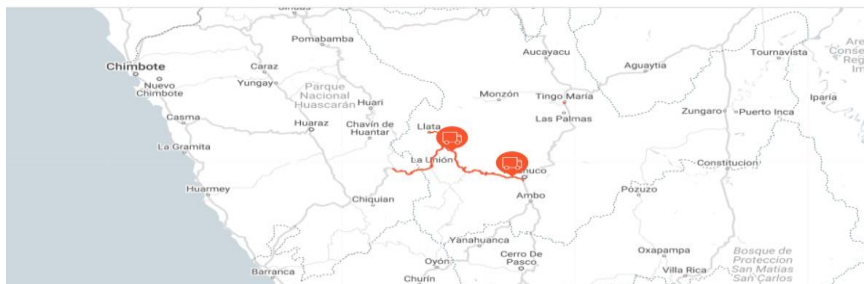 Pomabamba
Aucayacu
Chimbote
Caraz
Aguaytia
Tournavista
Nuevo
Chimbote
Yungay
Parque
Nacional
Huascarán
Monzón
Tingo María
Iparía
Huari
Casma
Las Palmas
Zungaro
Puerto Inca
Huaraz
Chavín de
Huantar
Llata
La Gramita
La Unión
Constitucion
Huarmey
Chiquian
Ambo
Pozuzo
Yanahuanca
Oyón
Cerro De
Pasco
Oxapampa
Bosque de
Proteccion
San Matias
San Carlos
Barranca
Churín
Villa Rica